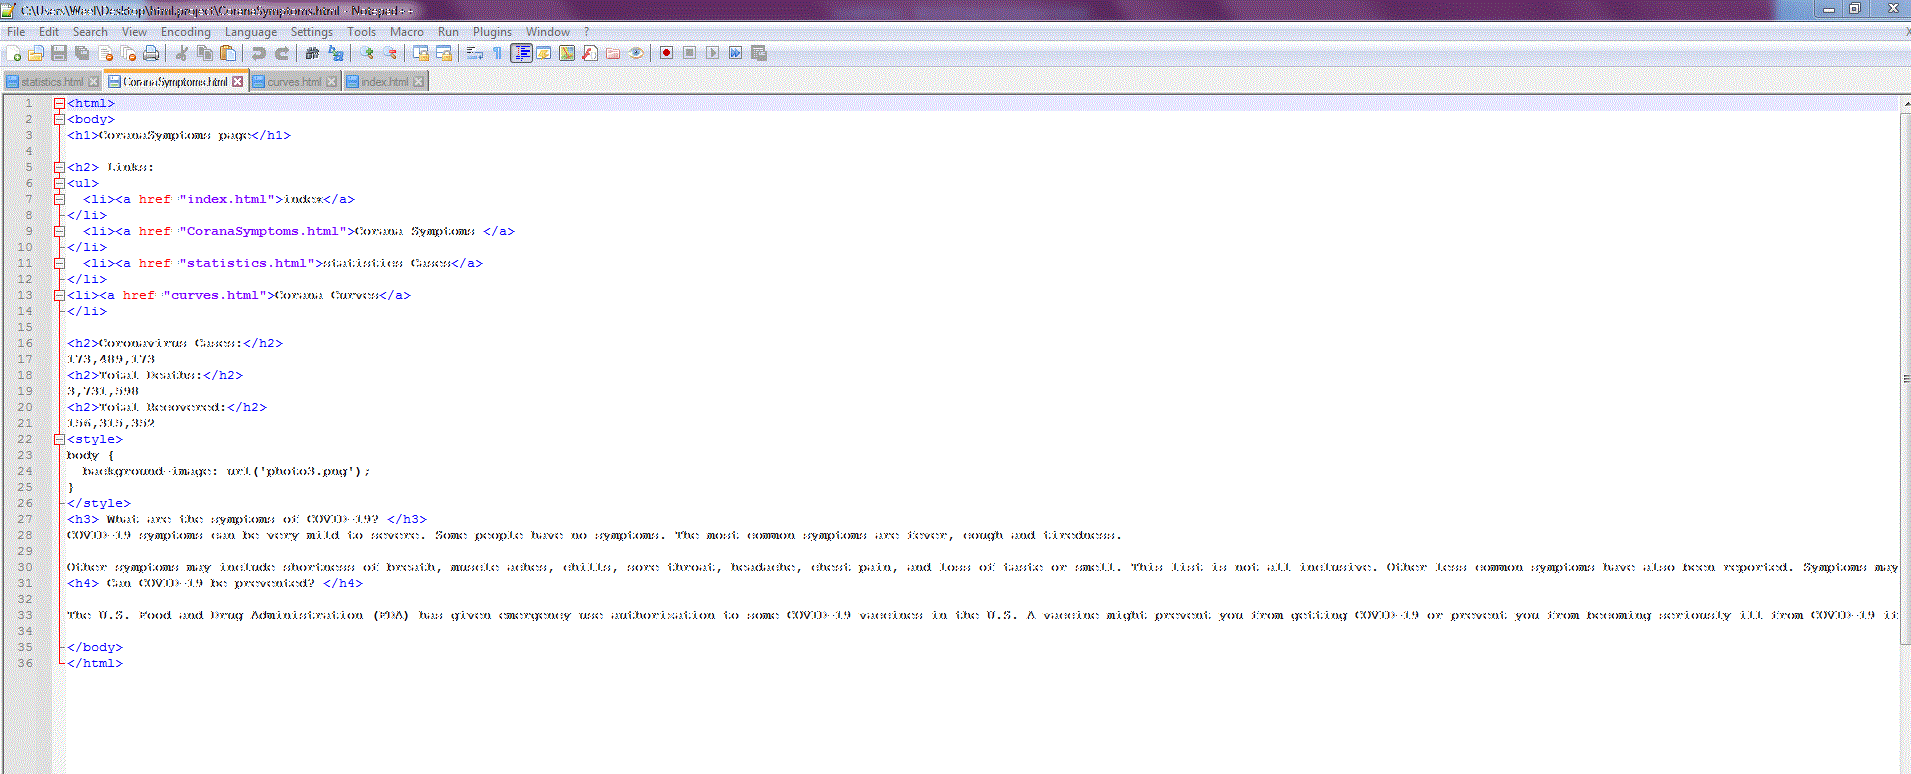 C:\Users\Weel\Desktop\html.project\CoranaSymptoms.html - Notepad++
File Edit Search View Encoding Language Settings Tools Macro Run Plugins Window ?
statistics.html CoranaSymptoms.html curves.html index.html
1 <html>
2 <body>
3 <h1>CoranaSymptoms page</h1>
4
5 <h2> Links:
6 <ul>
7 <li><a href="index.html">index</a>
8 </li>
9 <li><a href="CoranaSymptoms.html">Corana Symptoms </a>
10 </li>
11 <li><a href="statistics.html">statistics Cases</a>
12 </li>
13 <li><a href="curves.html">Corana Curves</a>
14 </li>
15
16 <h2>Coronavirus Cases:</h2>
17 173,489,173
18 <h2>Total Deaths:</h2>
19 3,731,598
20 <h2>Total Recovered:</h2>
21 156,315,352
22 <style>
23 body {
24 background-image: url('photo3.png');
25 }
26 </style>
27 <h3> What are the symptoms of COVID-19? </h3>
28 COVID-19 symptoms can be very mild to severe. Some people have no symptoms. The most common symptoms are fever, cough and tiredness.
29
30 Other symptoms may include shortness of breath, muscle aches, chills, sore throat, headache, chest pain, and loss of taste or smell. This list is not all inclusive. Other less common symptoms have also been reported. Symptoms may
31 <h4> Can COVID-19 be prevented? </h4>
32
33 The U.S. Food and Drug Administration (FDA) has given emergency use authorization to some COVID-19 vaccines in the U.S. A vaccine might prevent you from getting COVID-19 or prevent you from becoming seriously ill from COVID-19 if
34
35 </body>
36 </html>